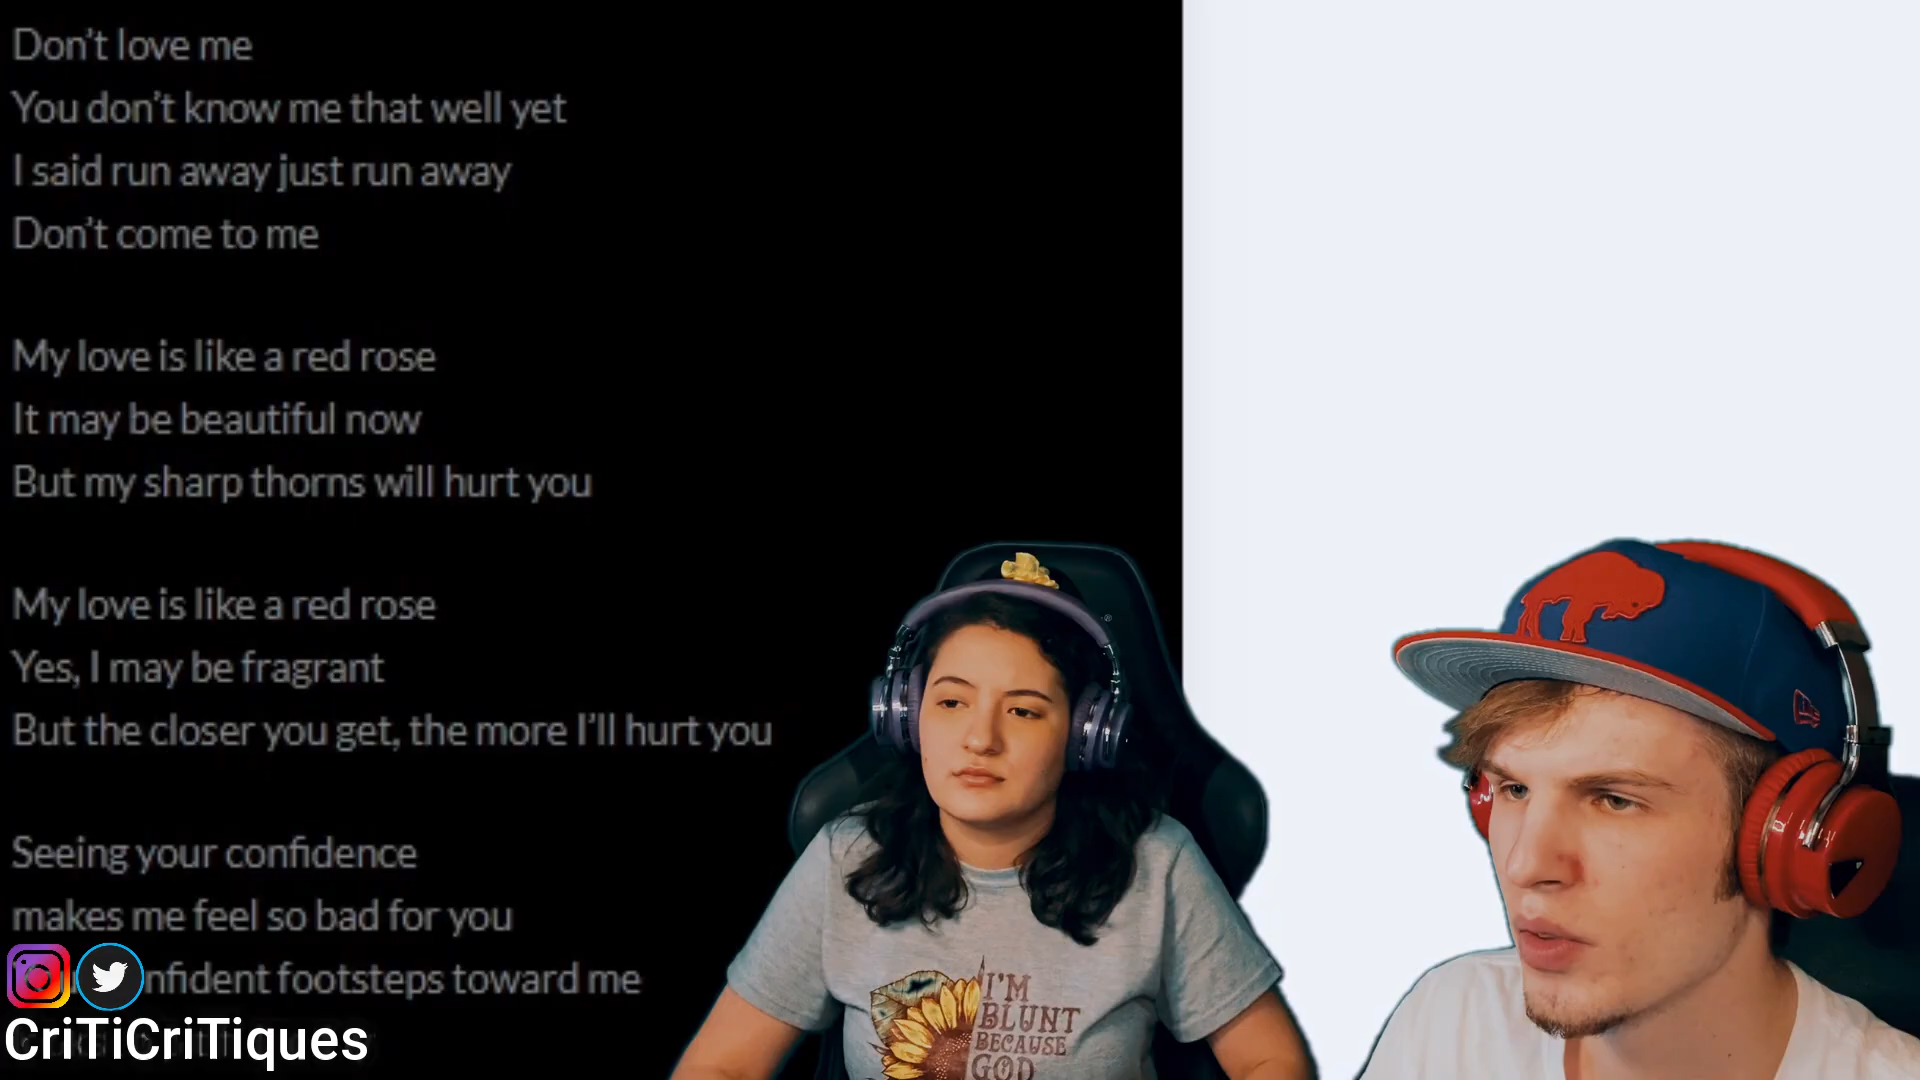 Don't love me
You don't know me that well yet
I said run away just run away
Don't come to me
My love is like a red rose
It may be beautiful now
But my sharp thorns will hurt you
My love is like a red rose
Yes, I may be fragrant
But the closer you get, the more I'll hurt you
Seeing your confidence
makes me feel so bad for you
footsteps toward me
CriTiCriTiques
I'M
BLUNT
BECAUSE
GOD